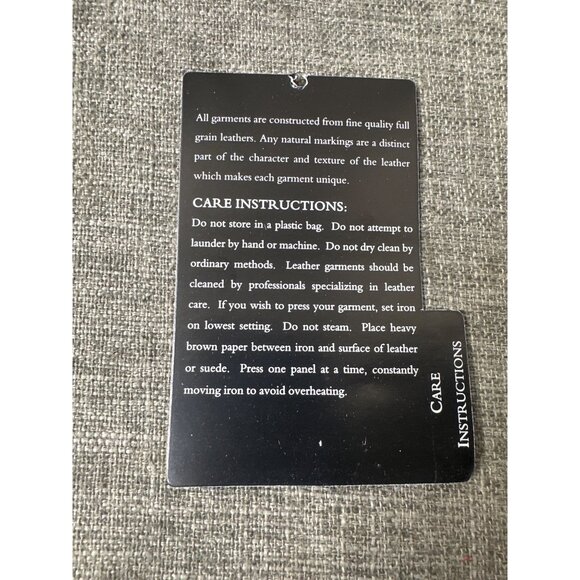 All garments are constructed from fine quality full
grain leathers. Any natural markings are a distinct
part of the character and texture of the leather
which makes each garment unique.
CARE INSTRUCTIONS:
Do not store in a plastic bag. Do not attempt to
launder by hand or machine. Do not dry clean by
ordinary methods. Leather garments should be
cleaned by professionals specializing in leather
care. If you wish to press your garment, set iron
on lowest setting. Do not steam. Place heavy
brown paper between iron and surface of leather
or suede. Press one panel at a time, constantly
moving iron to avoid overheating.
CARE
INSTRUCTIONS